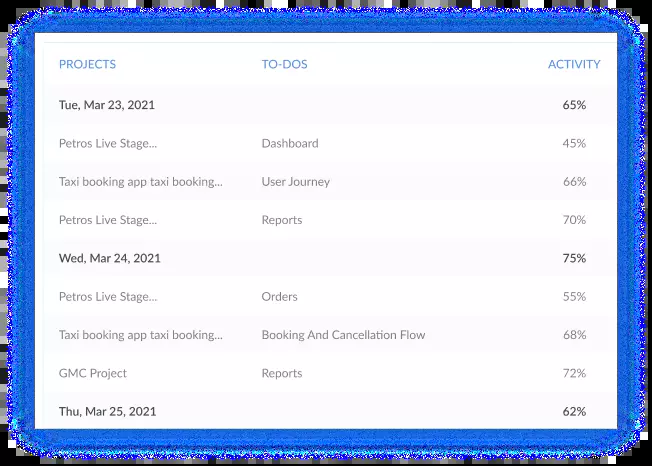 PROJECTS TO-DOS ACTIVITY
Tue, Mar 23, 2021 65%
Petros Live Stage... Dashboard 45%
Taxi booking app taxi booking... User Journey 66%
Petros Live Stage... Reports 70%
Wed, Mar 24, 2021 75%
Petros Live Stage... Orders 55%
Taxi booking app taxi booking... Booking And Cancellation Flow 68%
GMC Project Reports 72%
Thu, Mar 25, 2021 62%